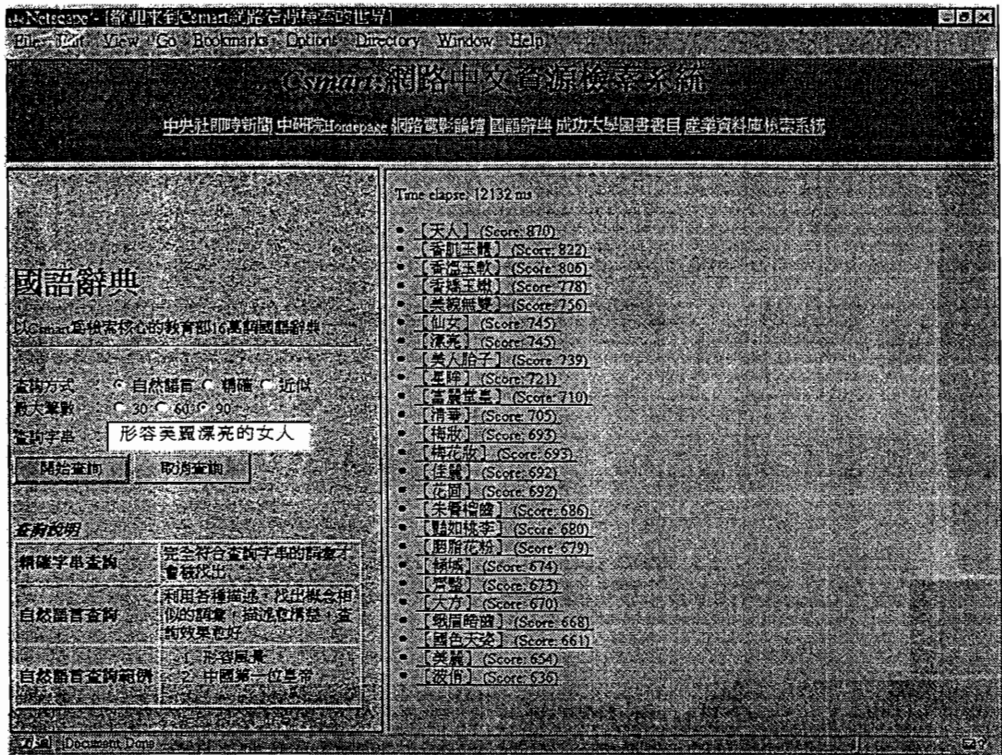 Netscape - [歡迎來到Csmart網路資源檢索的世界]
File Edit View Go Bookmarks Options Directory Window Help
Csmart網路中文資源檢索系統
中央社即時新聞 中研院Homepage 網路電影論壇 國語辭典 成功大學圖書書目 產業資料庫檢索系統
國語辭典
以Csmart為檢索核心的教育部16萬詞國語辭典
查詢方式 自然語言 精確 近似
最大筆數 30 60 90
查詢字串 形容美麗漂亮的女人
開始查詢 取消查詢
查詢說明
精確字串查詢 完全符合查詢字串的詞彙才
會被找出
自然語言查詢 利用各種描述,找出概念相
似的詞彙,描述愈清楚,查
詢效果愈好
自然語言查詢範例 1. 形容風景
2. 中國第一位皇帝
Time elapse: 12132 ms
【天人】 (Score: 870)
【香肌玉體】 (Score: 822)
【香溫玉軟】 (Score: 806)
【香嬌玉嫩】 (Score: 778)
【美貌無雙】 (Score: 756)
【仙女】 (Score: 745)
【漂亮】 (Score: 745)
【美人胎子】 (Score: 739)
【星眸】 (Score: 721)
【富麗堂皇】 (Score: 710)
【清華】 (Score: 705)
【梅妝】 (Score: 693)
【梅花妝】 (Score: 693)
【佳麗】 (Score: 692)
【花面】 (Score: 692)
【朱脣榴齒】 (Score: 686)
【豔如桃李】 (Score: 680)
【胭脂花粉】 (Score: 679)
【傾城】 (Score: 674)
【齊整】 (Score: 673)
【大方】 (Score: 670)
【蛾眉皓齒】 (Score: 668)
【國色天姿】 (Score: 661)
【美麗】 (Score: 654)
【波俏】 (Score: 636)
Document Done